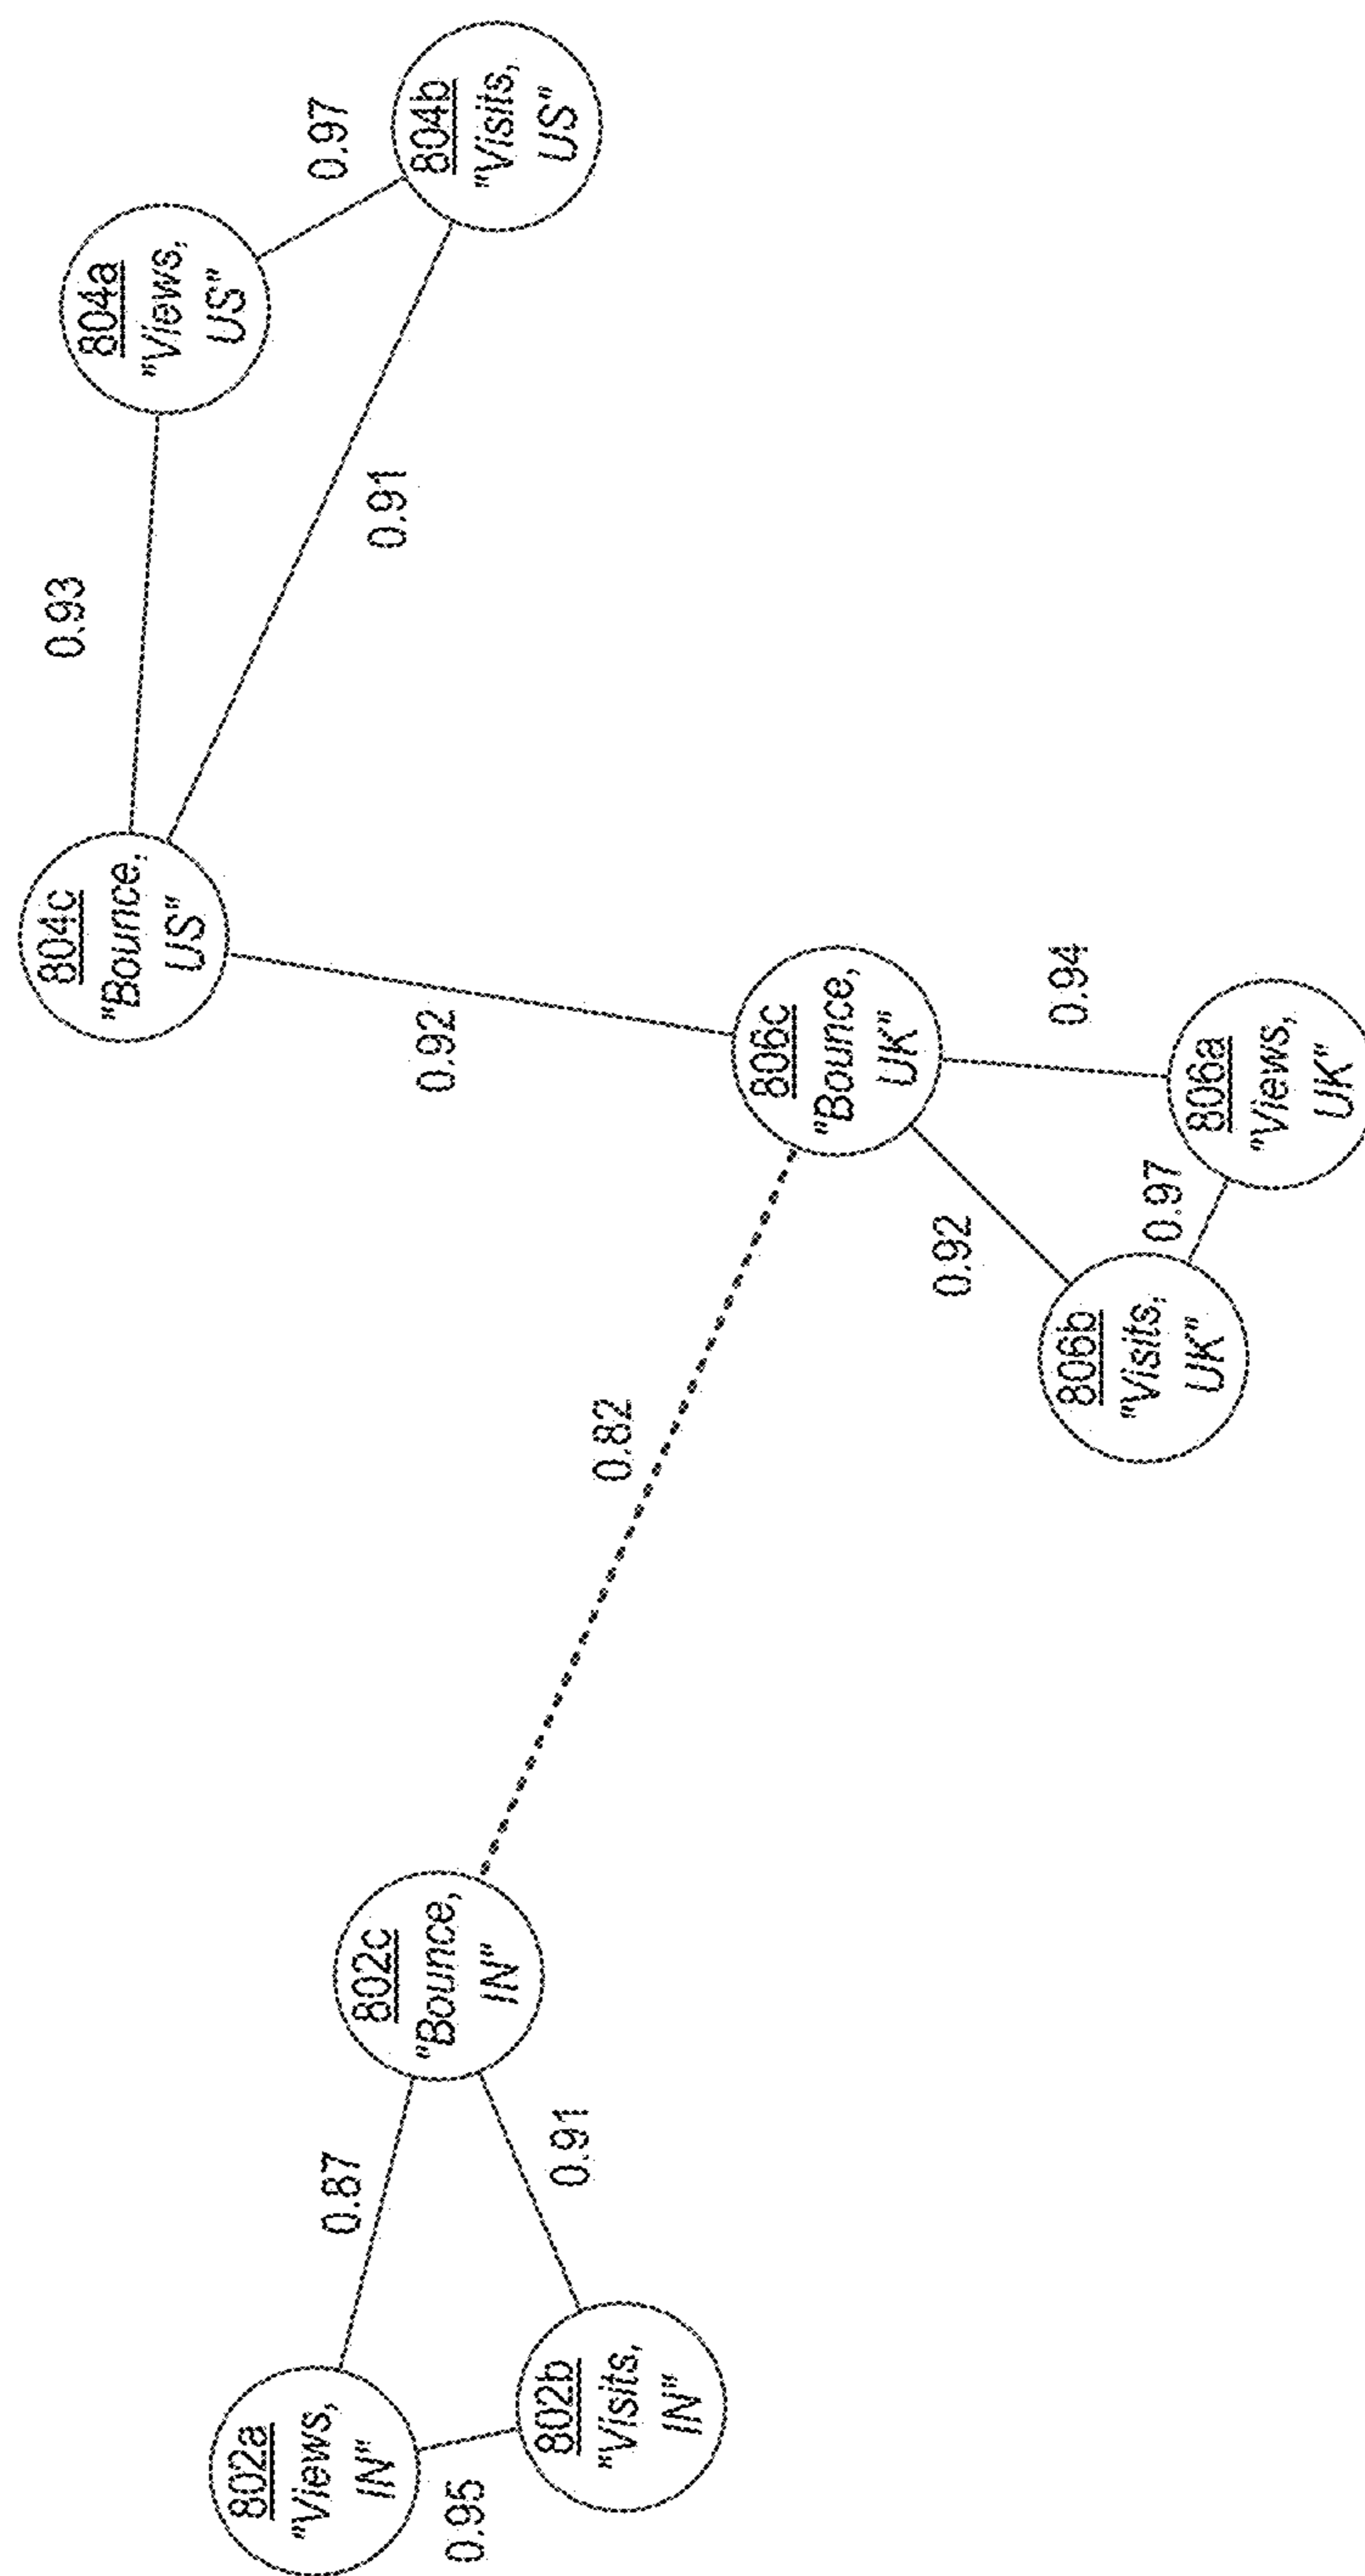 802a
"Views,
IN"
0.95
802b
"Visits,
IN"
0.87
0.91
802c
"Bounce,
IN"
0.82
804c
"Bounce,
US"
0.93
804a
"Views,
US"
0.97
804b
"Visits,
US"
0.91
0.92
806c
"Bounce,
UK"
0.92
0.94
806b
"Visits,
UK"
0.97
806a
"Views,
UK"